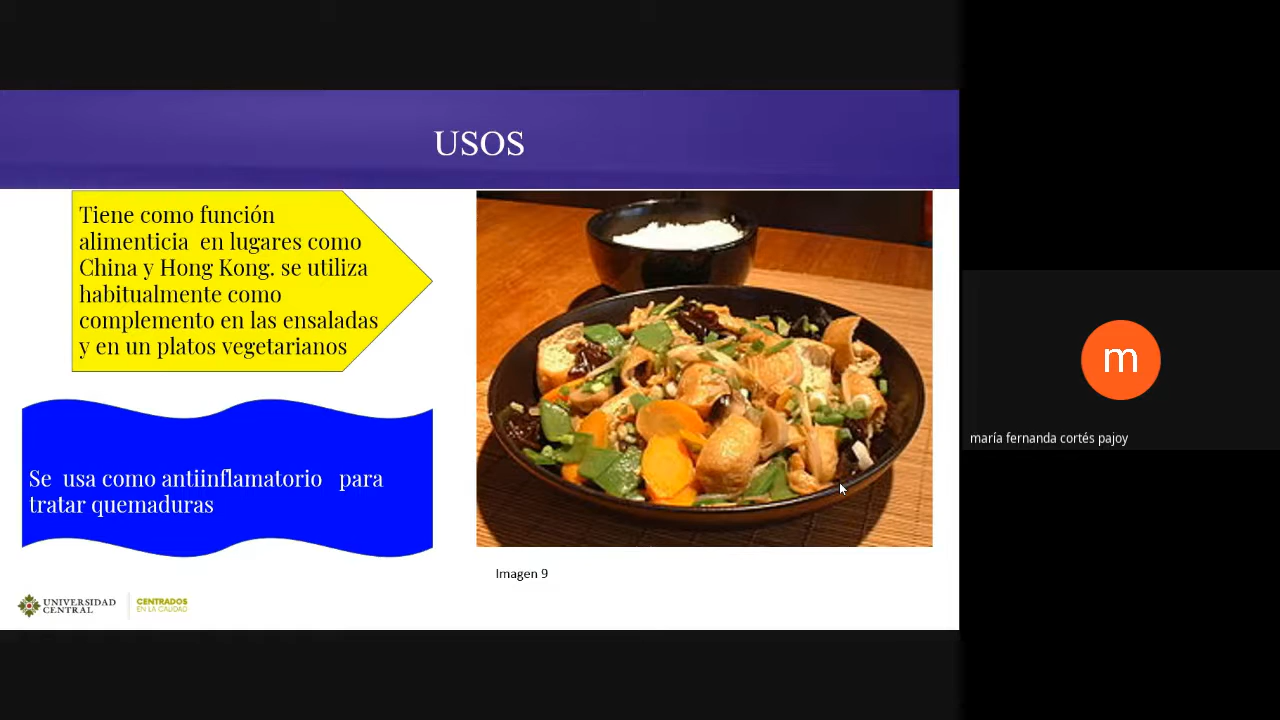 USOS
Tiene como función
alimenticia en lugares como
China y Hong Kong. se utiliza
habitualmente como
complemento en las ensaladas
y en un platos vegetarianos
Se usa como antiinflamatorio para
tratar quemaduras
Imagen 9
UNIVERSIDAD
CENTRAL
CENTRADOS
EN LA CALIDAD
m
maría fernanda cortés pajoy